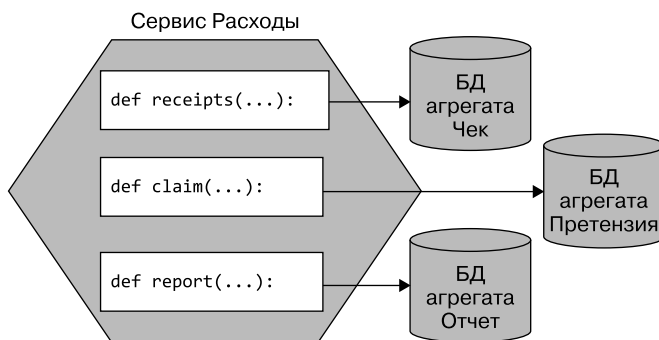 Сервис Расходы
def receipts(...):
БД
агрегата
Чек
def claim(...):
БД
агрегата
Претензия
def report(...):
БД
агрегата
Отчет